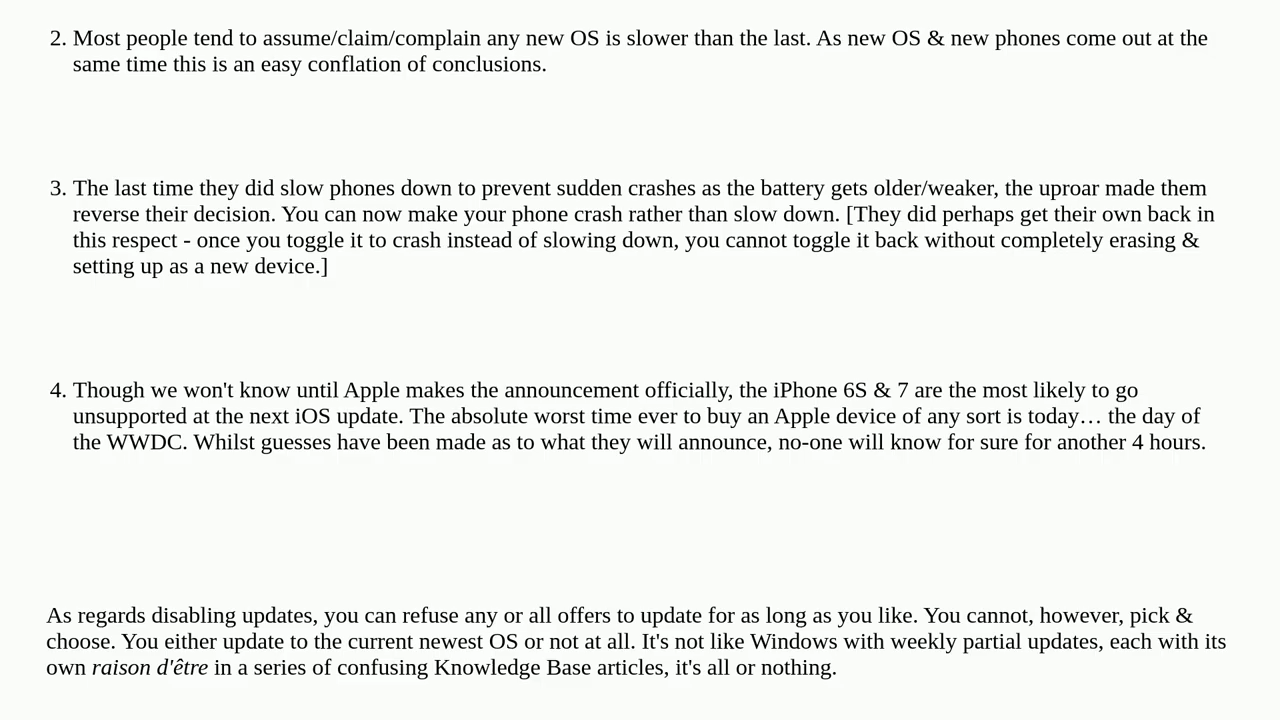 2. Most people tend to assume/claim/complain any new OS is slower than the last. As new OS & new phones come out at the
same time this is an easy conflation of conclusions.
3. The last time they did slow phones down to prevent sudden crashes as the battery gets older/weaker, the uproar made them
reverse their decision. You can now make your phone crash rather than slow down. [They did perhaps get their own back in
this respect - once you toggle it to crash instead of slowing down, you cannot toggle it back without completely erasing &
setting up as a new device.]
4. Though we won't know until Apple makes the announcement officially, the iPhone 6S & 7 are the most likely to go
unsupported at the next iOS update. The absolute worst time ever to buy an Apple device of any sort is today… the day of
the WWDC. Whilst guesses have been made as to what they will announce, no-one will know for sure for another 4 hours.
As regards disabling updates, you can refuse any or all offers to update for as long as you like. You cannot, however, pick &
choose. You either update to the current newest OS or not at all. It's not like Windows with weekly partial updates, each with its
own raison d'être in a series of confusing Knowledge Base articles, it's all or nothing.